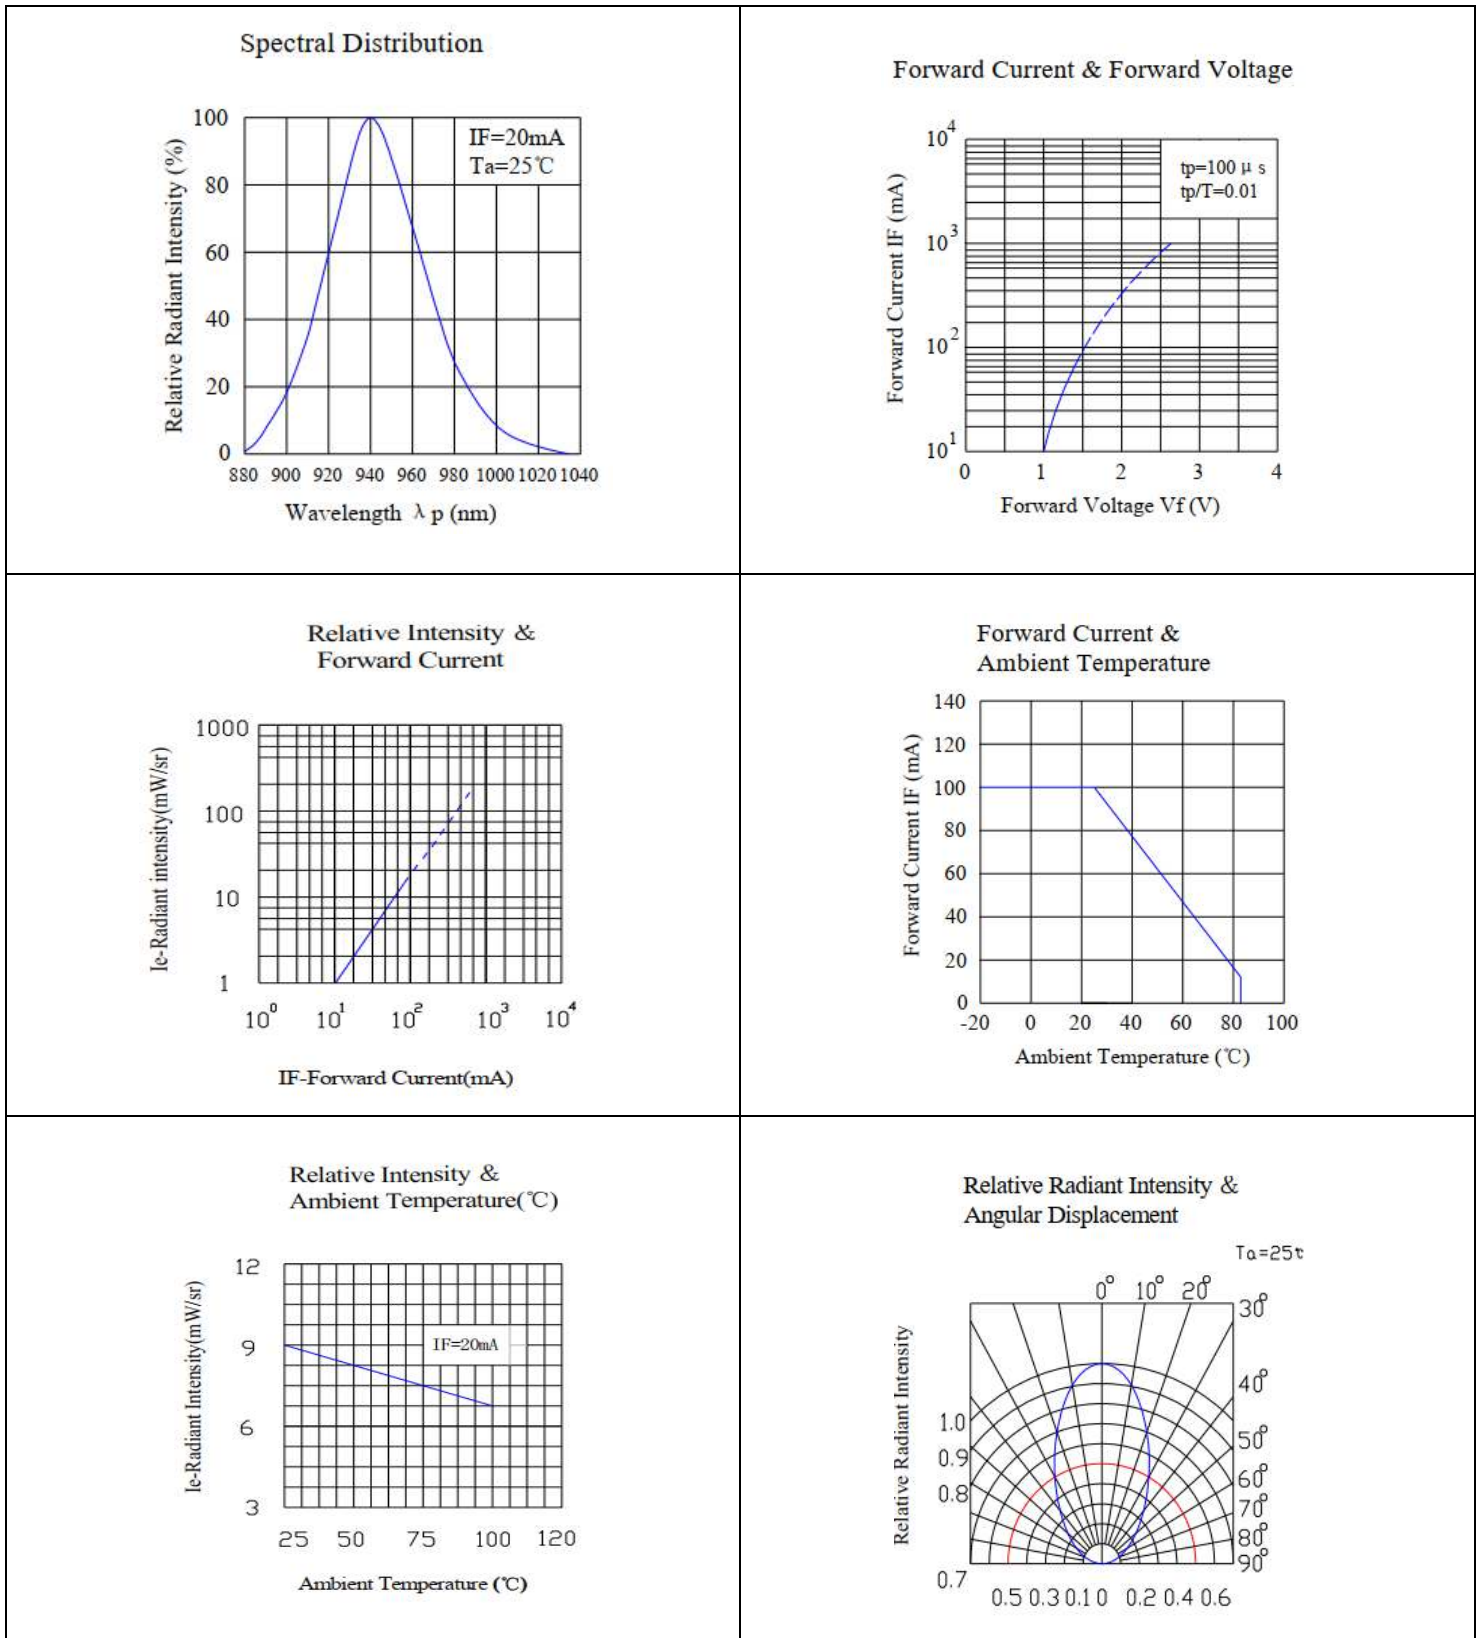 Spectral Distribution
Relative Radiant Intensity (%)
100
80
60
40
20
0
IF=20mA
Ta=25℃
880 900 920 940 960 980 1000 1020 1040
Wavelength λ p (nm)
Forward Current & Forward Voltage
Forward Current IF (mA)
10⁴
10³
10²
10¹
tp=100 μ s
tp/T=0.01
0 1 2 3 4
Forward Voltage Vf (V)
Relative Intensity &
Forward Current
Ie-Radiant intensity(mW/sr)
1000
100
10
1
10⁰ 10¹ 10² 10³ 10⁴
IF-Forward Current(mA)
Forward Current &
Ambient Temperature
Forward Current IF (mA)
140
120
100
80
60
40
20
0
-20 0 20 40 60 80 100
Ambient Temperature (℃)
Relative Intensity &
Ambient Temperature(℃)
Ie-Radiant Intensity(mW/sr)
12
9
6
3
IF=20mA
25 50 75 100 120
Ambient Temperature (℃)
Relative Radiant Intensity &
Angular Displacement
Ta=25℃
Relative Radiant Intensity
0° 10° 20°
30°
40°
50°
60°
70°
80°
90°
1.0
0.9
0.8
0.7
0.5 0.3 0.1 0 0.2 0.4 0.6